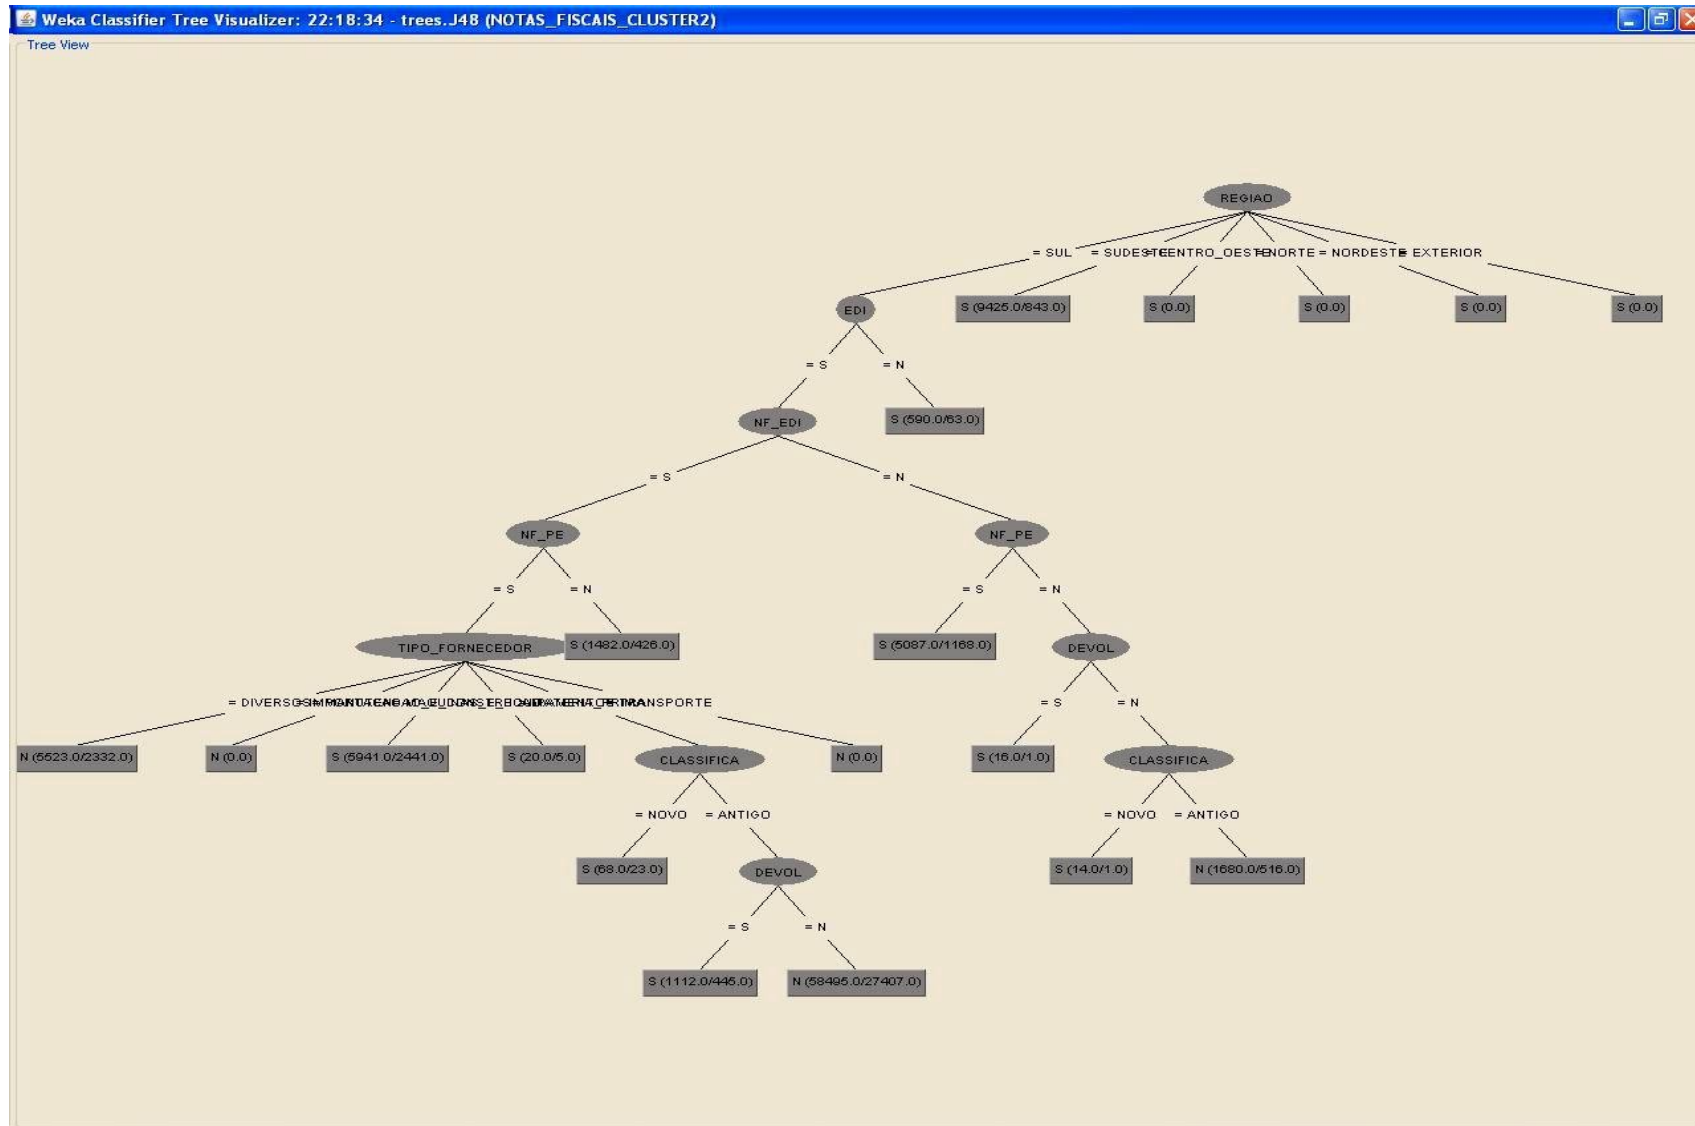 Weka Classifier Tree Visualizer: 22:18:34 - trees.J48 (NOTAS_FISCAIS_CLUSTER2)
Tree View
REGIAO
= SUL = SUDESTE = CENTRO_OESTE = NORTE = NORDESTE = EXTERIOR
EDI S (9425.0/843.0) S (0.0) S (0.0) S (0.0) S (0.0)
= S = N
NF_EDI S (590.0/63.0)
= S = N
NF_PE NF_PE
= S = N = S = N
TIPO_FORNECEDOR S (1482.0/426.0) S (5087.0/1168.0) DEVOL
= DIVERSOS TRANSPORTE = S = N
N (5523.0/2332.0) N (0.0) S (5941.0/2441.0) S (20.0/5.0) CLASSIFICA N (0.0) S (16.0/1.0) CLASSIFICA
= NOVO = ANTIGO = NOVO = ANTIGO
S (68.0/23.0) DEVOL S (14.0/1.0) N (1680.0/516.0)
= S = N
S (1112.0/445.0) N (58495.0/27407.0)